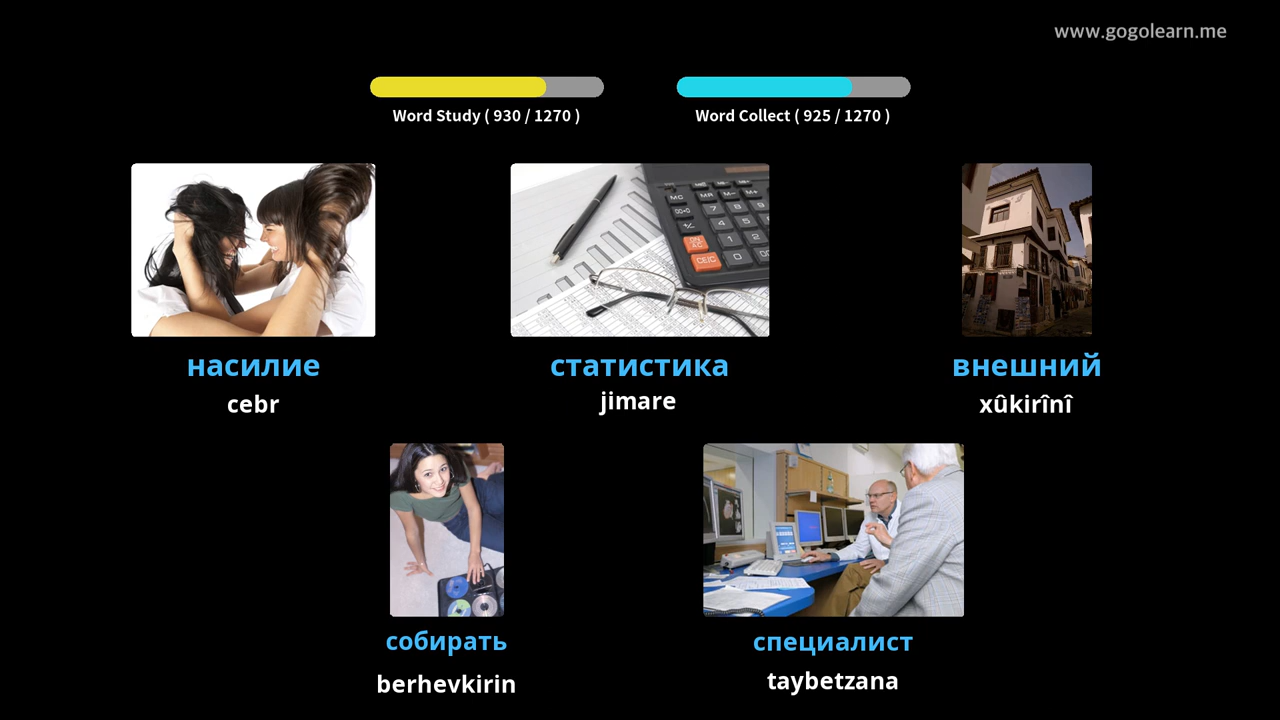 www.gogolearn.me
Word Study ( 930 / 1270 )
Word Collect ( 925 / 1270 )
насилие
cebr
статистика
jimare
внешний
xûkirînî
собирать
berhevkirin
специалист
taybetzana